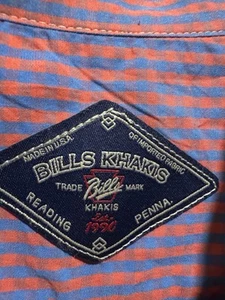 MADE IN U.S.A.
OF IMPORTED FABRIC
BILLS KHAKIS
TRADE Bills MARK
KHAKIS
Est.
1990
READING PENNA.